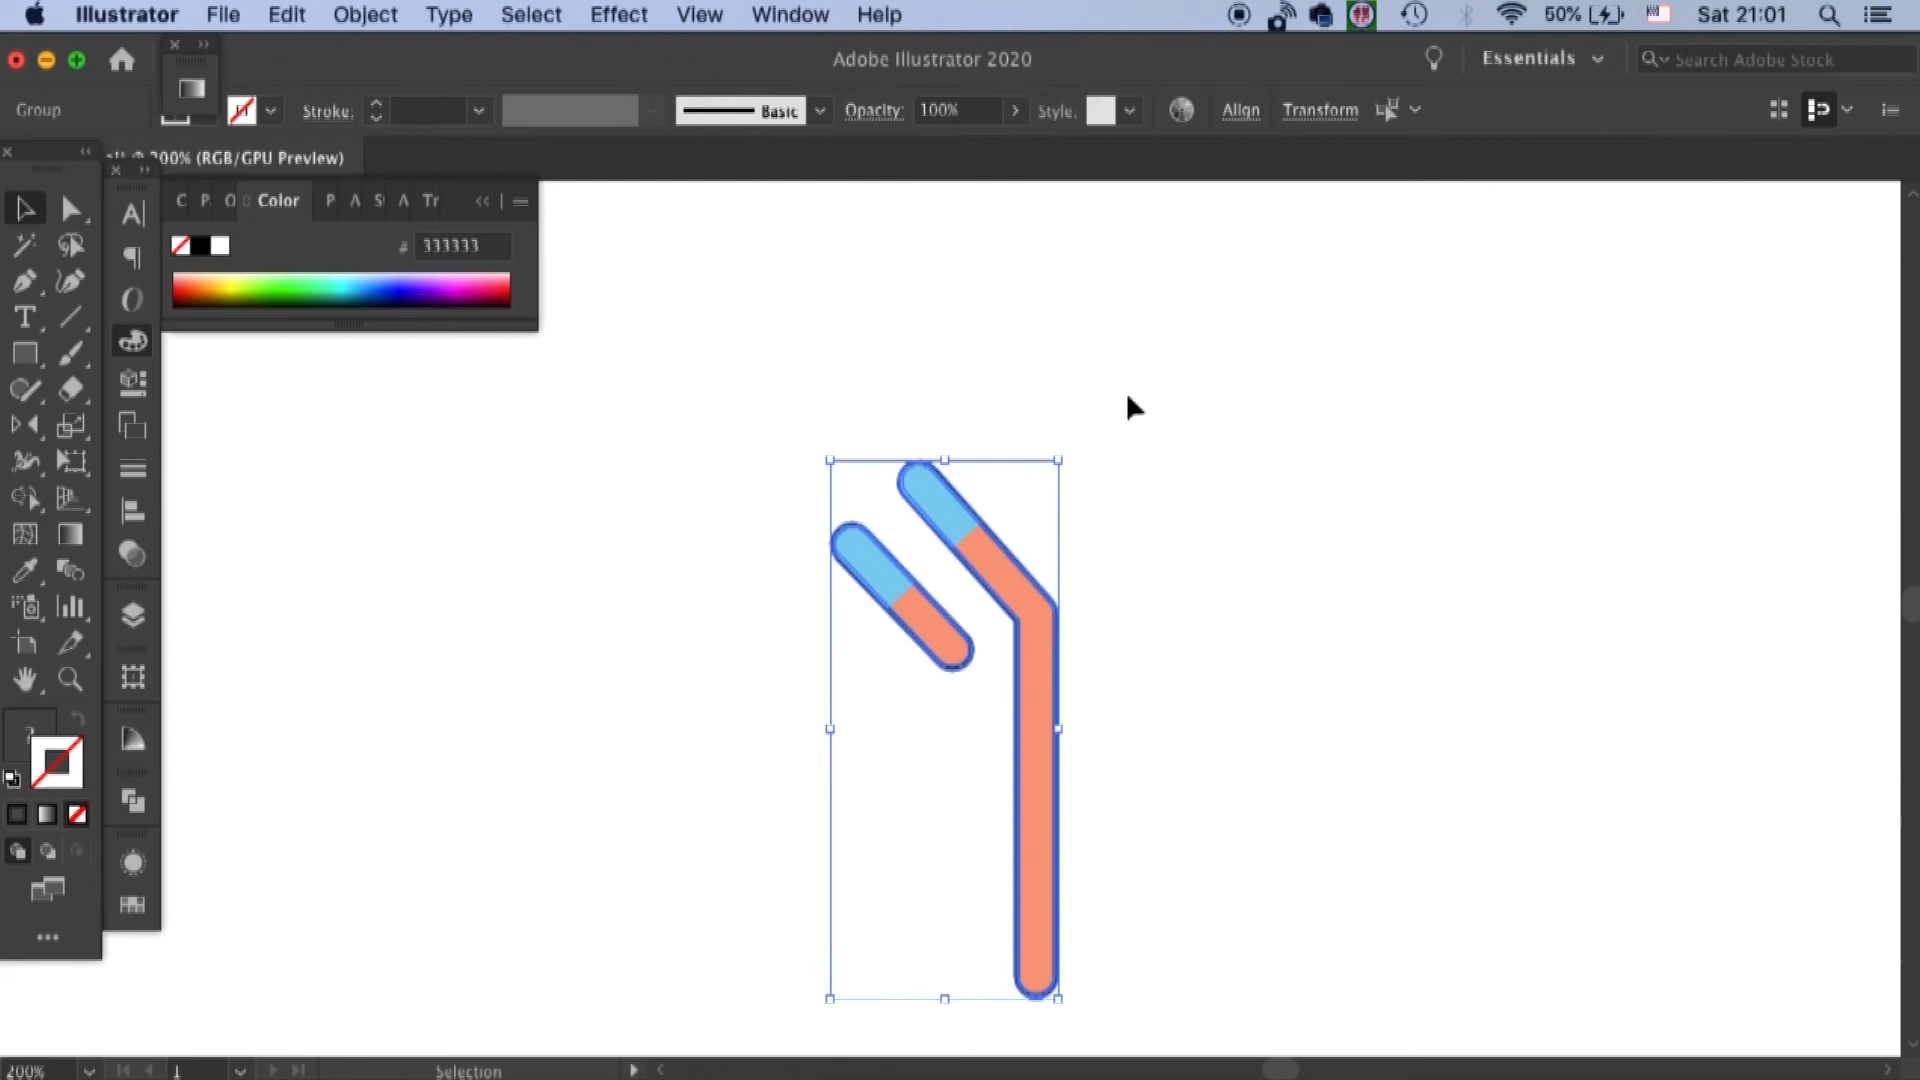 Illustrator File Edit Object Type Select Effect View Window Help 50% Sat 21:01
Adobe Illustrator 2020 Essentials Search Adobe Stock
Group Stroke: Basic Opacity: 100% Style: Align Transform
@ 200% (RGB/GPU Preview)
C P O Color P A S A Tr
# 333333
200% 1 Selection